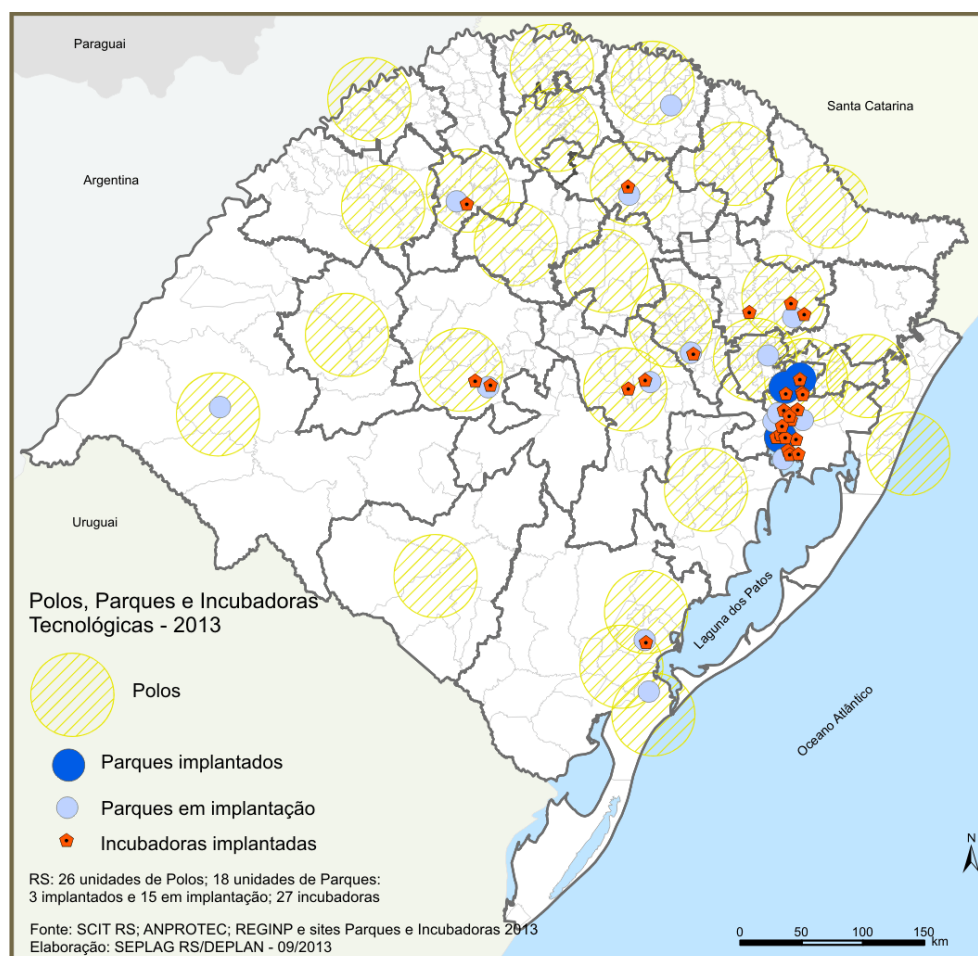 Paraguai
Santa Catarina
Argentina
Uruguai
Laguna dos Patos
Oceano Atlântico
Polos, Parques e Incubadoras
Tecnológicas - 2013
Polos
Parques implantados
Parques em implantação
Incubadoras implantadas
RS: 26 unidades de Polos; 18 unidades de Parques:
3 implantados e 15 em implantação; 27 incubadoras
Fonte: SCIT RS; ANPROTEC; REGINP e sites Parques e Incubadoras 2013
Elaboração: SEPLAG RS/DEPLAN - 09/2013
N
0 50 100 150
km